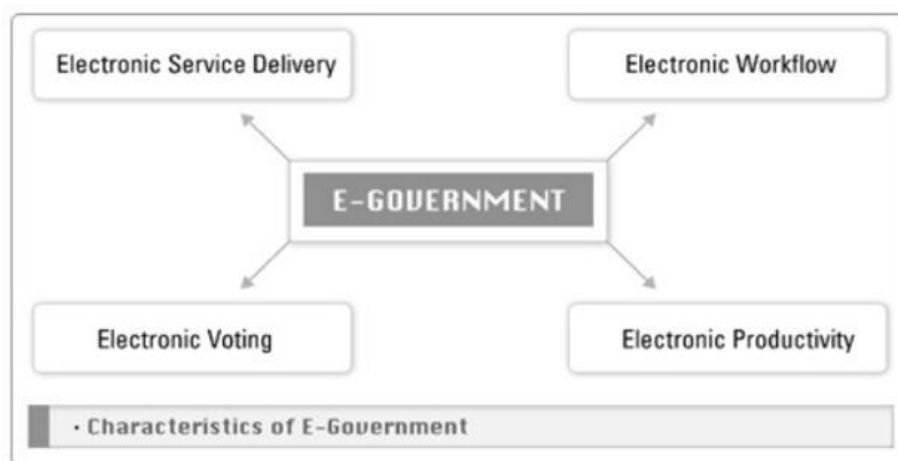 Electronic Service Delivery
Electronic Workflow
E-GOVERNMENT
Electronic Voting
Electronic Productivity
· Characteristics of E-Government